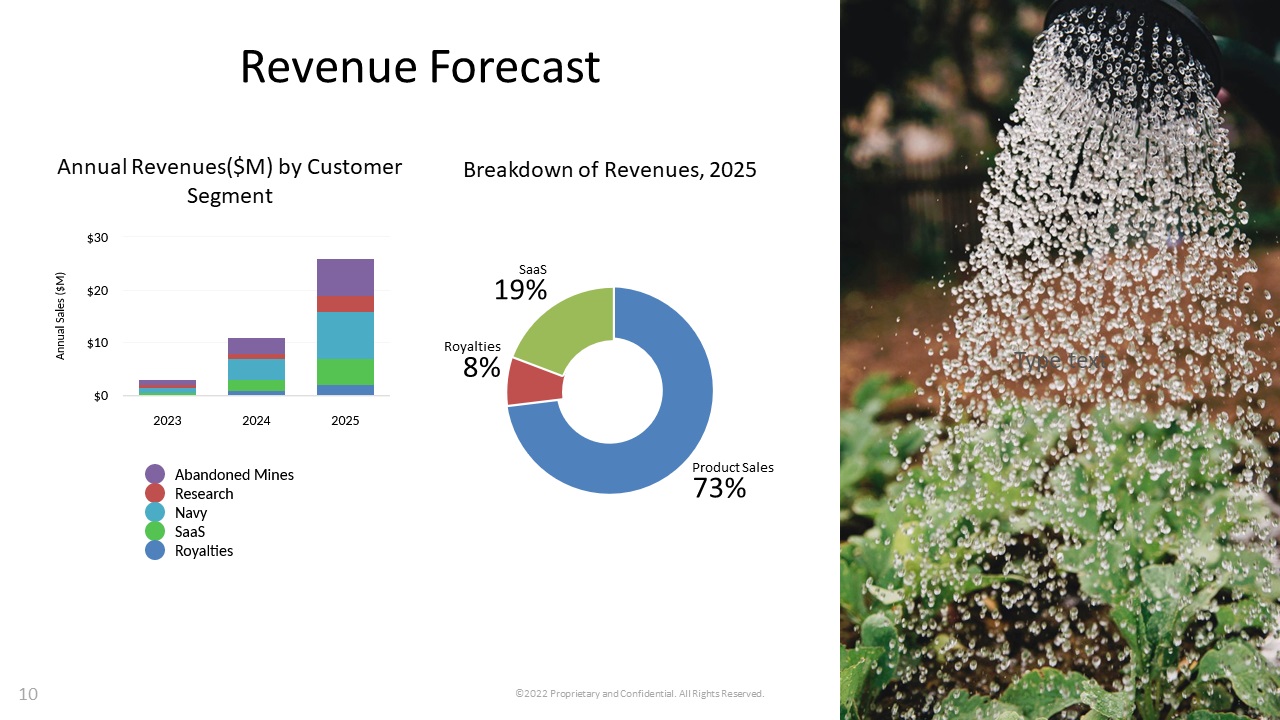 Revenue Forecast
Annual Revenues($M) by Customer
Segment
Annual Sales ($M)
$30
$20
$10
$0
2023 2024 2025
Abandoned Mines
Research
Navy
SaaS
Royalties
Breakdown of Revenues, 2025
SaaS
19%
Royalties
8%
Product Sales
73%
Type text
10
©2022 Proprietary and Confidential. All Rights Reserved.